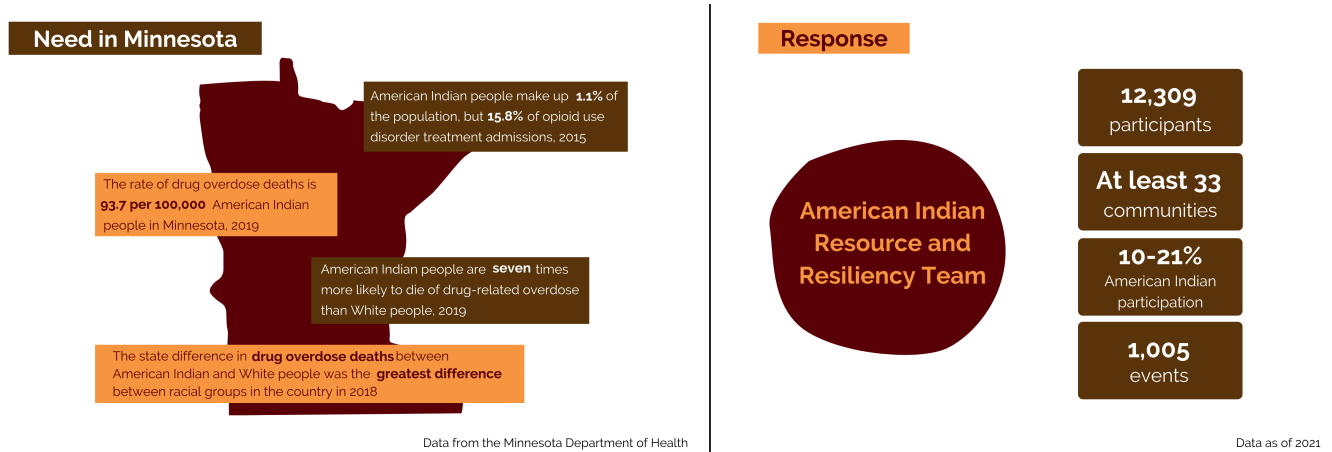 Need in Minnesota
American Indian people make up 1.1% of
the population, but 15.8% of opioid use
disorder treatment admissions, 2015
The rate of drug overdose deaths is
93.7 per 100,000 American Indian
people in Minnesota, 2019
American Indian people are seven times
more likely to die of drug-related overdose
than White people, 2019
The state difference in drug overdose deaths between
American Indian and White people was the greatest difference
between racial groups in the country in 2018
Data from the Minnesota Department of Health
Response
American Indian
Resource and
Resiliency Team
12,309
participants
At least 33
communities
10-21%
American Indian
participation
1,005
events
Data as of 2021